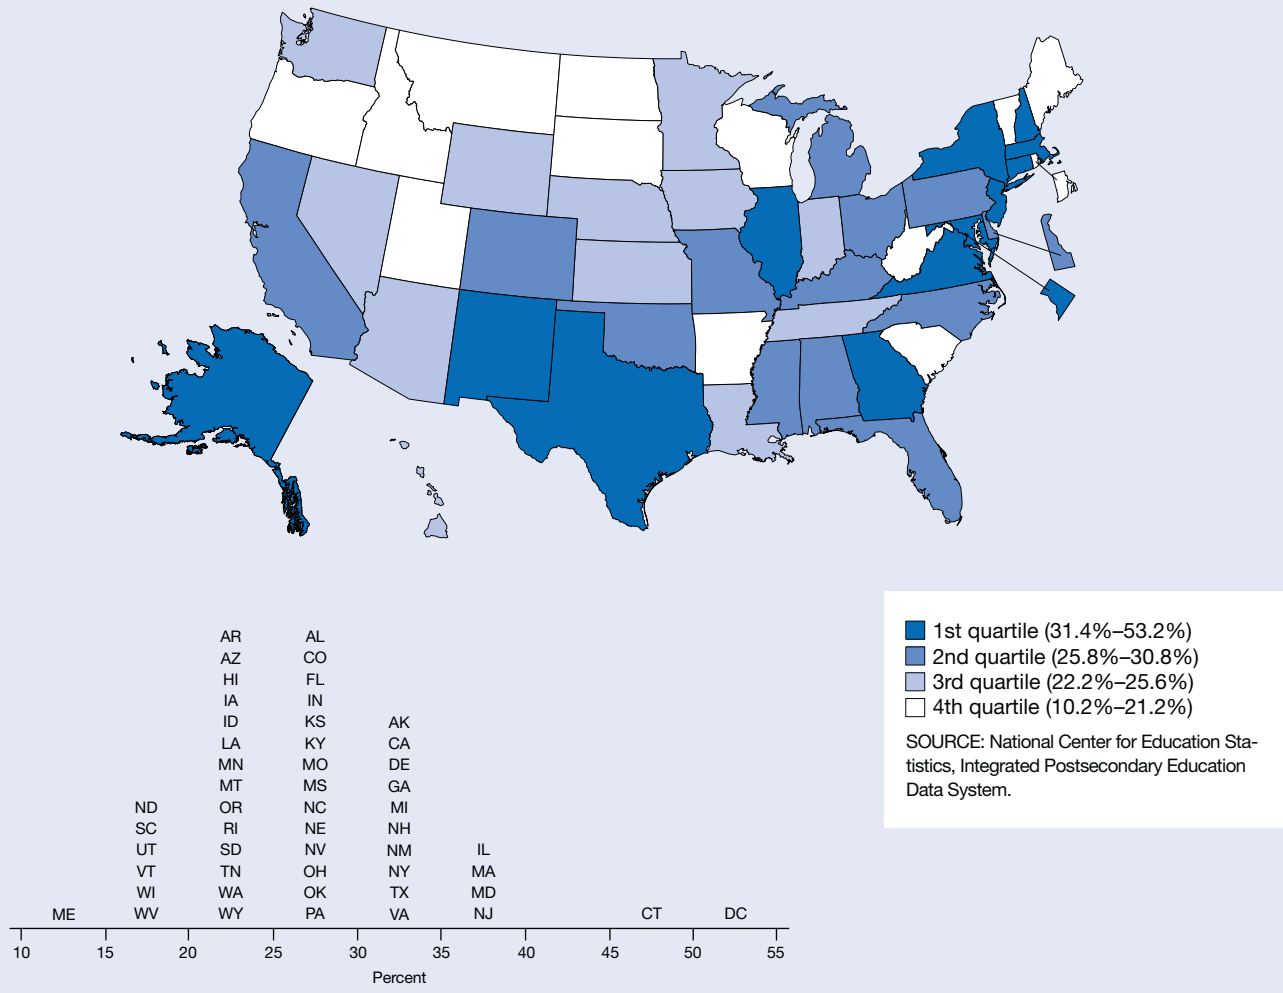 1st quartile (31.4%–53.2%)
2nd quartile (25.8%–30.8%)
3rd quartile (22.2%–25.6%)
4th quartile (10.2%–21.2%)
SOURCE: National Center for Education Sta-
tistics, Integrated Postsecondary Education
Data System.
AR AL
AZ CO
HI FL
IA IN
ID KS AK
LA KY CA
MN MO DE
MT MS GA
ND OR NC MI
SC RI NE NH
UT SD NV NM IL
VT TN OH NY MA
WI WA OK TX MD
ME WV WY PA VA NJ CT DC
10 15 20 25 30 35 40 45 50 55
Percent